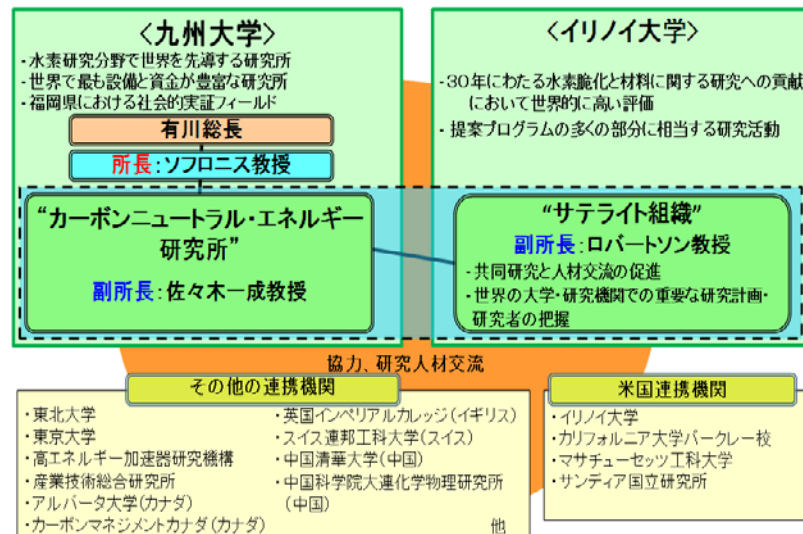 〈九州大学〉
・水素研究分野で世界を先導する研究所
・世界で最も設備と資金が豊富な研究所
・福岡県における社会的実証フィールド
有川総長
所長：ソフロニス教授
“カーボンニュートラル・エネルギー
研究所”
副所長：佐々木一成教授
〈イリノイ大学〉
・30年にわたる水素脆化と材料に関する研究への貢献
において世界的に高い評価
・提案プログラムの多くの部分に相当する研究活動
“サテライト組織”
副所長：ロバートソン教授
・共同研究と人材交流の促進
・世界の大学・研究機関での重要な研究計画・
研究者の把握
協力、研究人材交流
その他の連携機関
・東北大学
・東京大学
・高エネルギー加速器研究機構
・産業技術総合研究所
・アルバータ大学(カナダ)
・カーボンマネジメントカナダ(カナダ)
・英国インペリアルカレッジ(イギリス)
・スイス連邦工科大学(スイス)
・中国清華大学(中国)
・中国科学院大連化学物理研究所
(中国)
他
米国連携機関
・イリノイ大学
・カリフォルニア大学バークレー校
・マサチューセッツ工科大学
・サンディア国立研究所